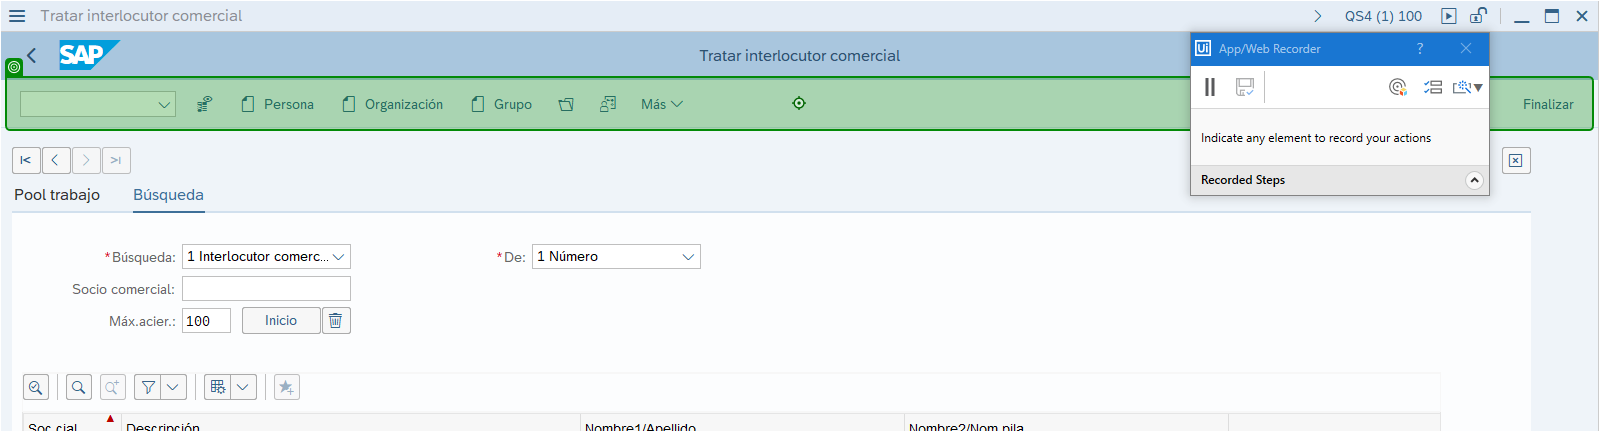 Tratar interlocutor comercial
QS4 (1) 100
SAP
Tratar interlocutor comercial
Ui App/Web Recorder ?
Persona
Organización
Grupo
Más
Finalizar
Indicate any element to record your actions
Recorded Steps
Pool trabajo
Búsqueda
*Búsqueda: 1 Interlocutor comerc...
*De: 1 Número
Socio comercial:
Máx.acier.: 100
Inicio
Soc.cial
Descripción
Nombre1/Apellido
Nombre2/Nom.pila